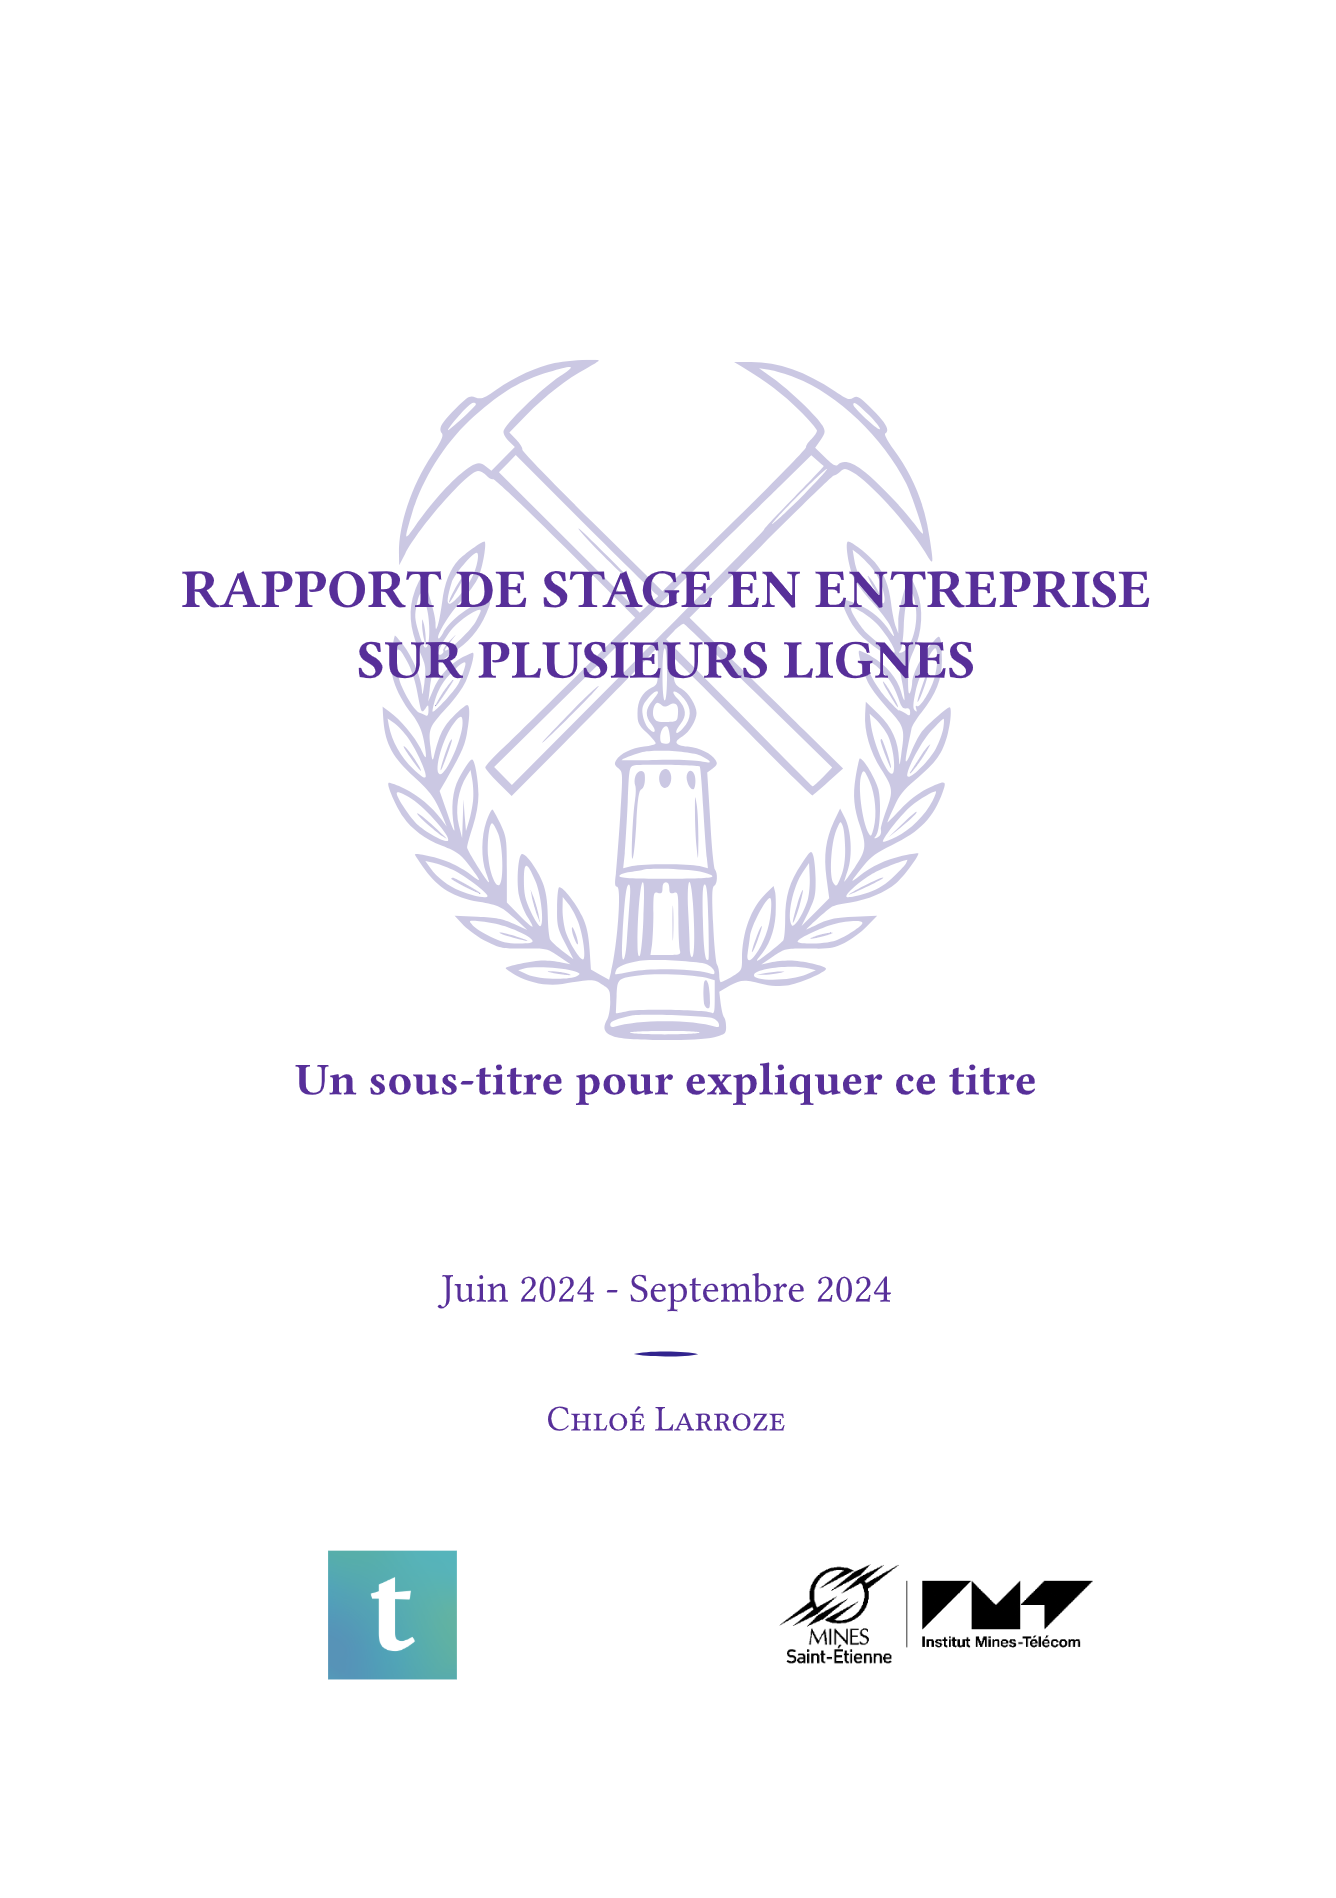 RAPPORT DE STAGE EN ENTREPRISE
SUR PLUSIEURS LIGNES
Un sous-titre pour expliquer ce titre
Juin 2024 - Septembre 2024
Chloé Larroze
t
MINES
Saint-Étienne
Institut Mines-Télécom